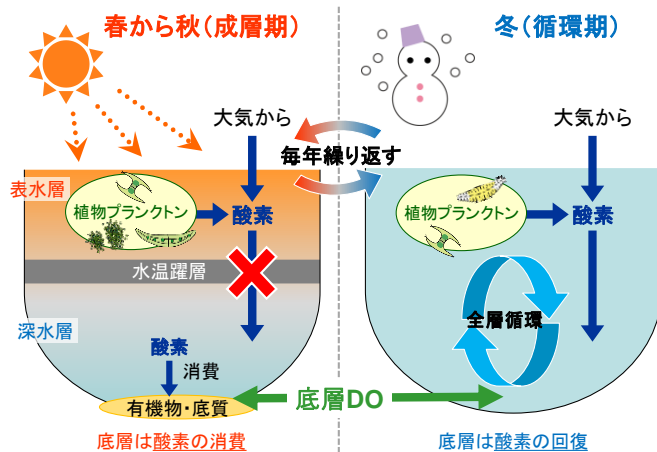 春から秋（成層期）
冬（循環期）
大気から
大気から
毎年繰り返す
表水層
植物プランクトン
酸素
植物プランクトン
酸素
水温躍層
深水層
全層循環
酸素
消費
有機物・底質
底層DO
底層は酸素の消費
底層は酸素の回復